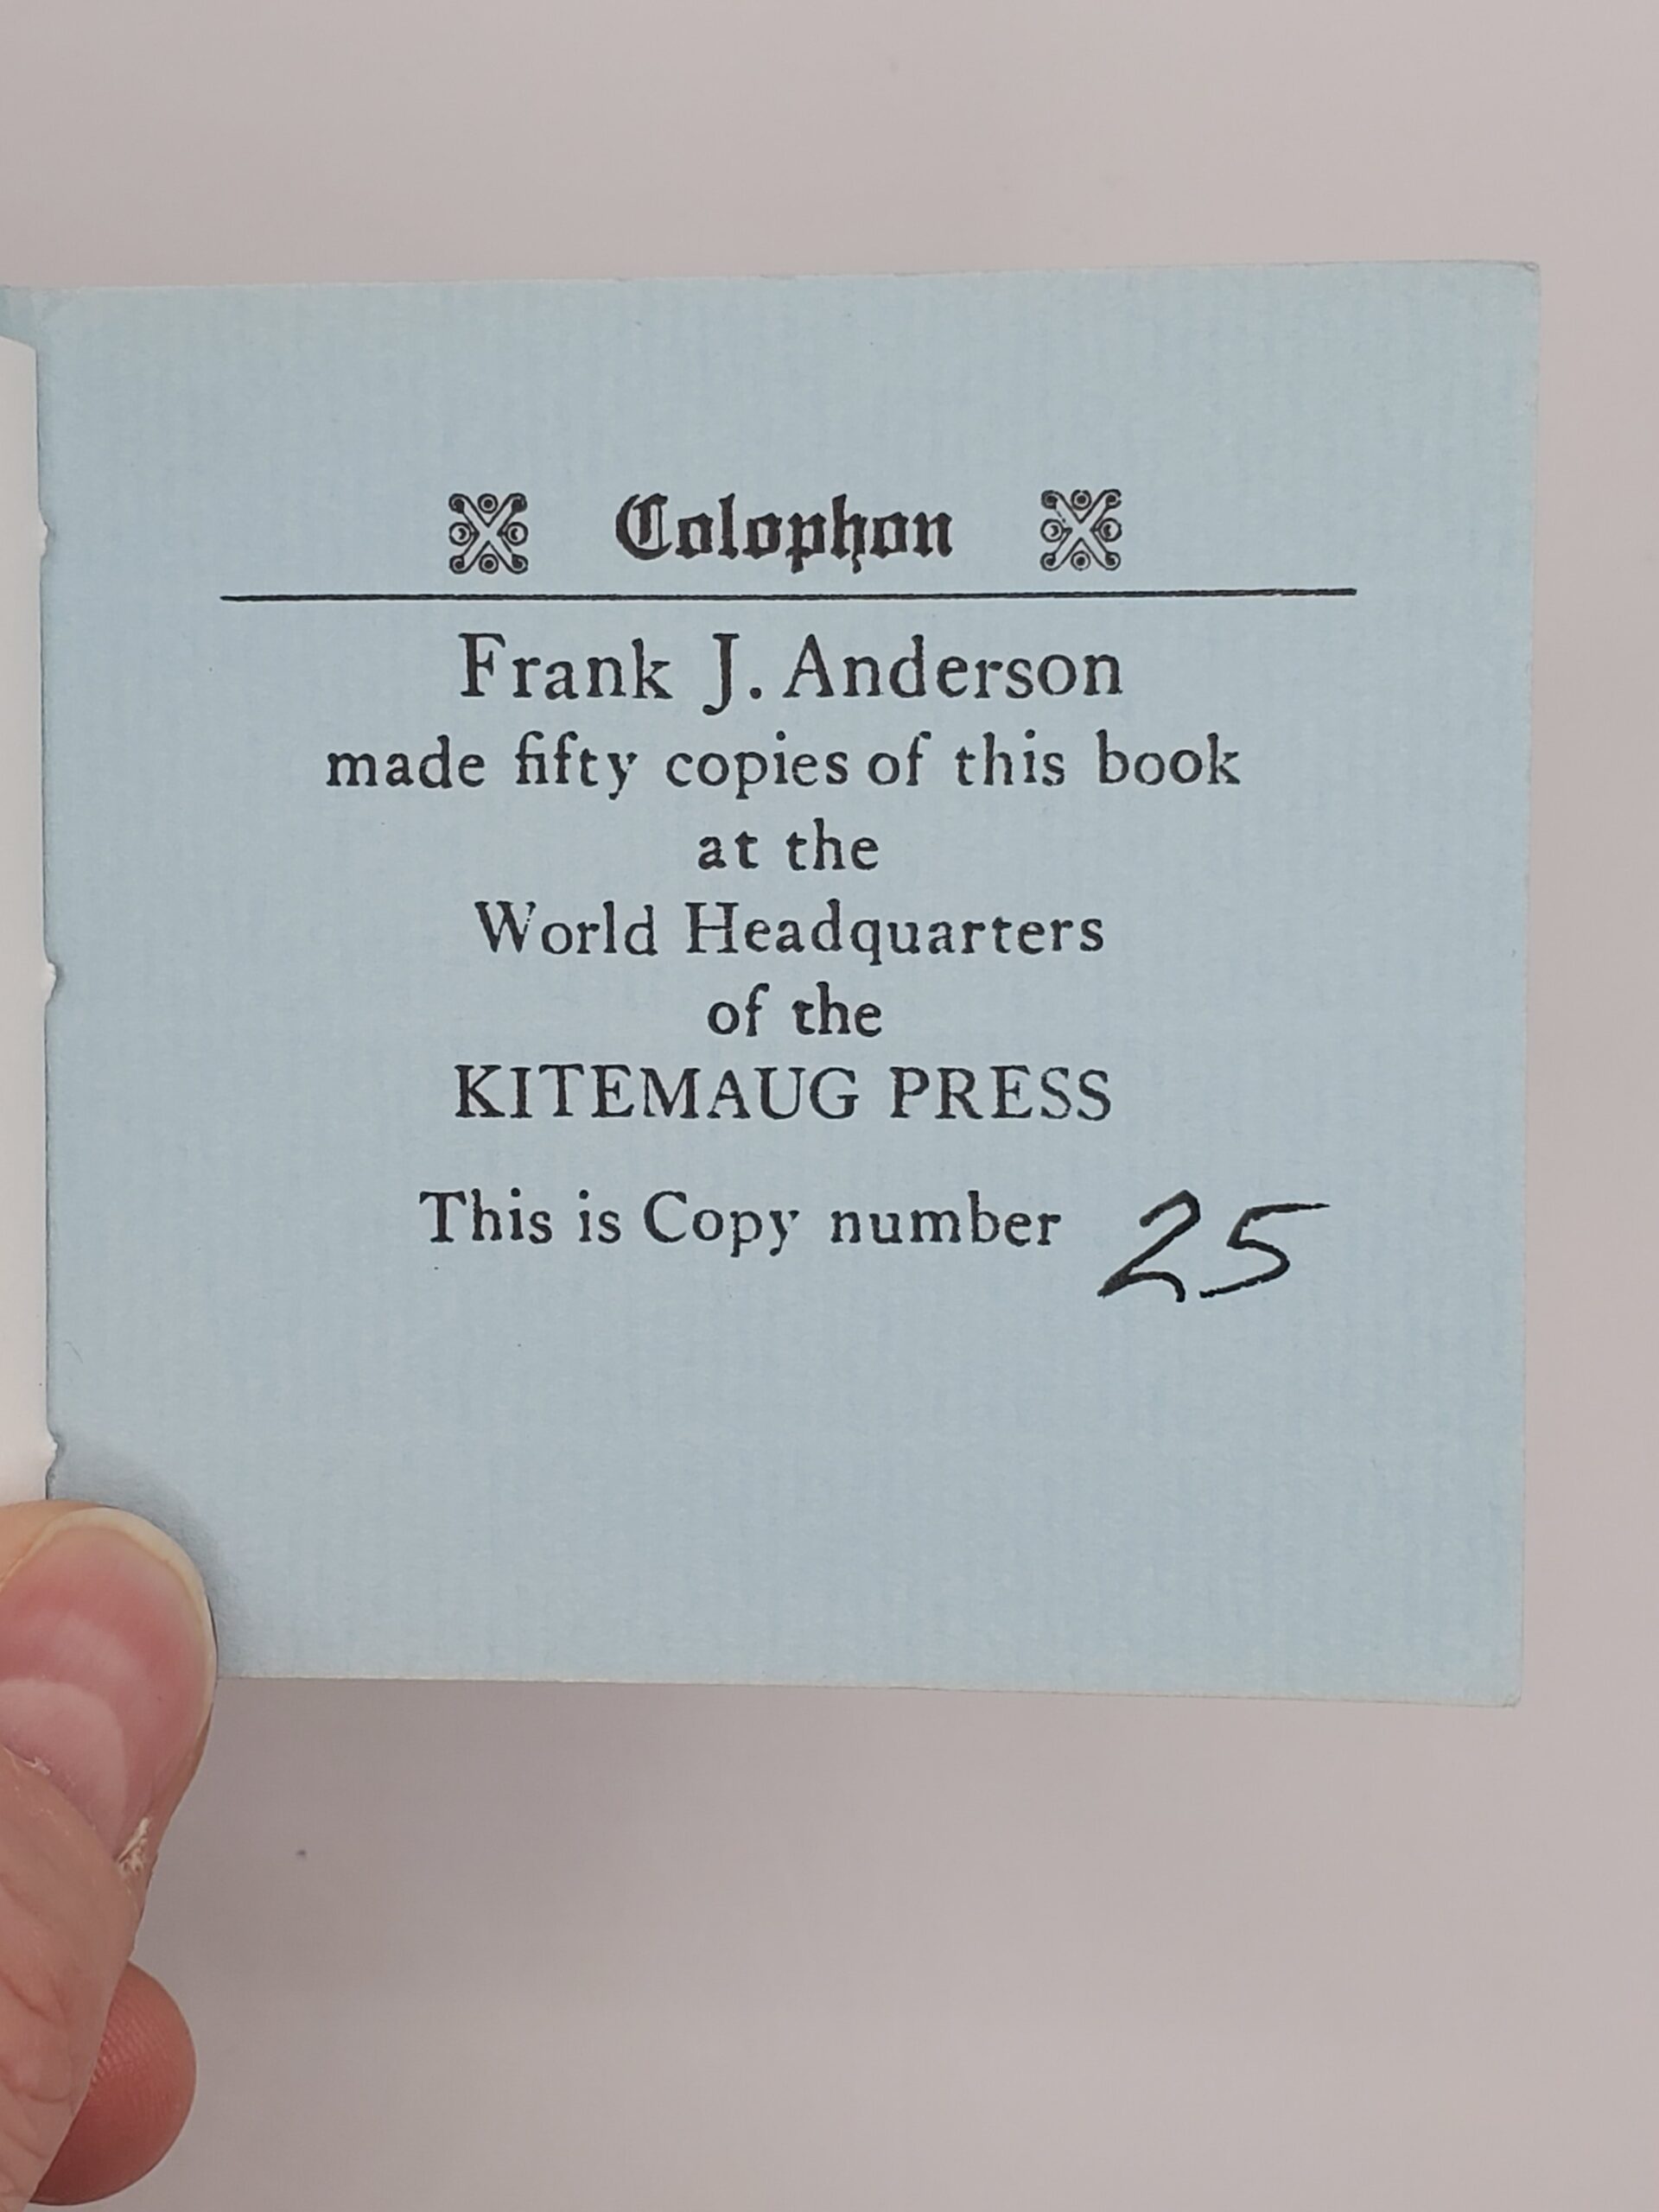 Colophon
Frank J. Anderson
made fifty copies of this book
at the
World Headquarters
of the
KITEMAUG PRESS
This is Copy number 25